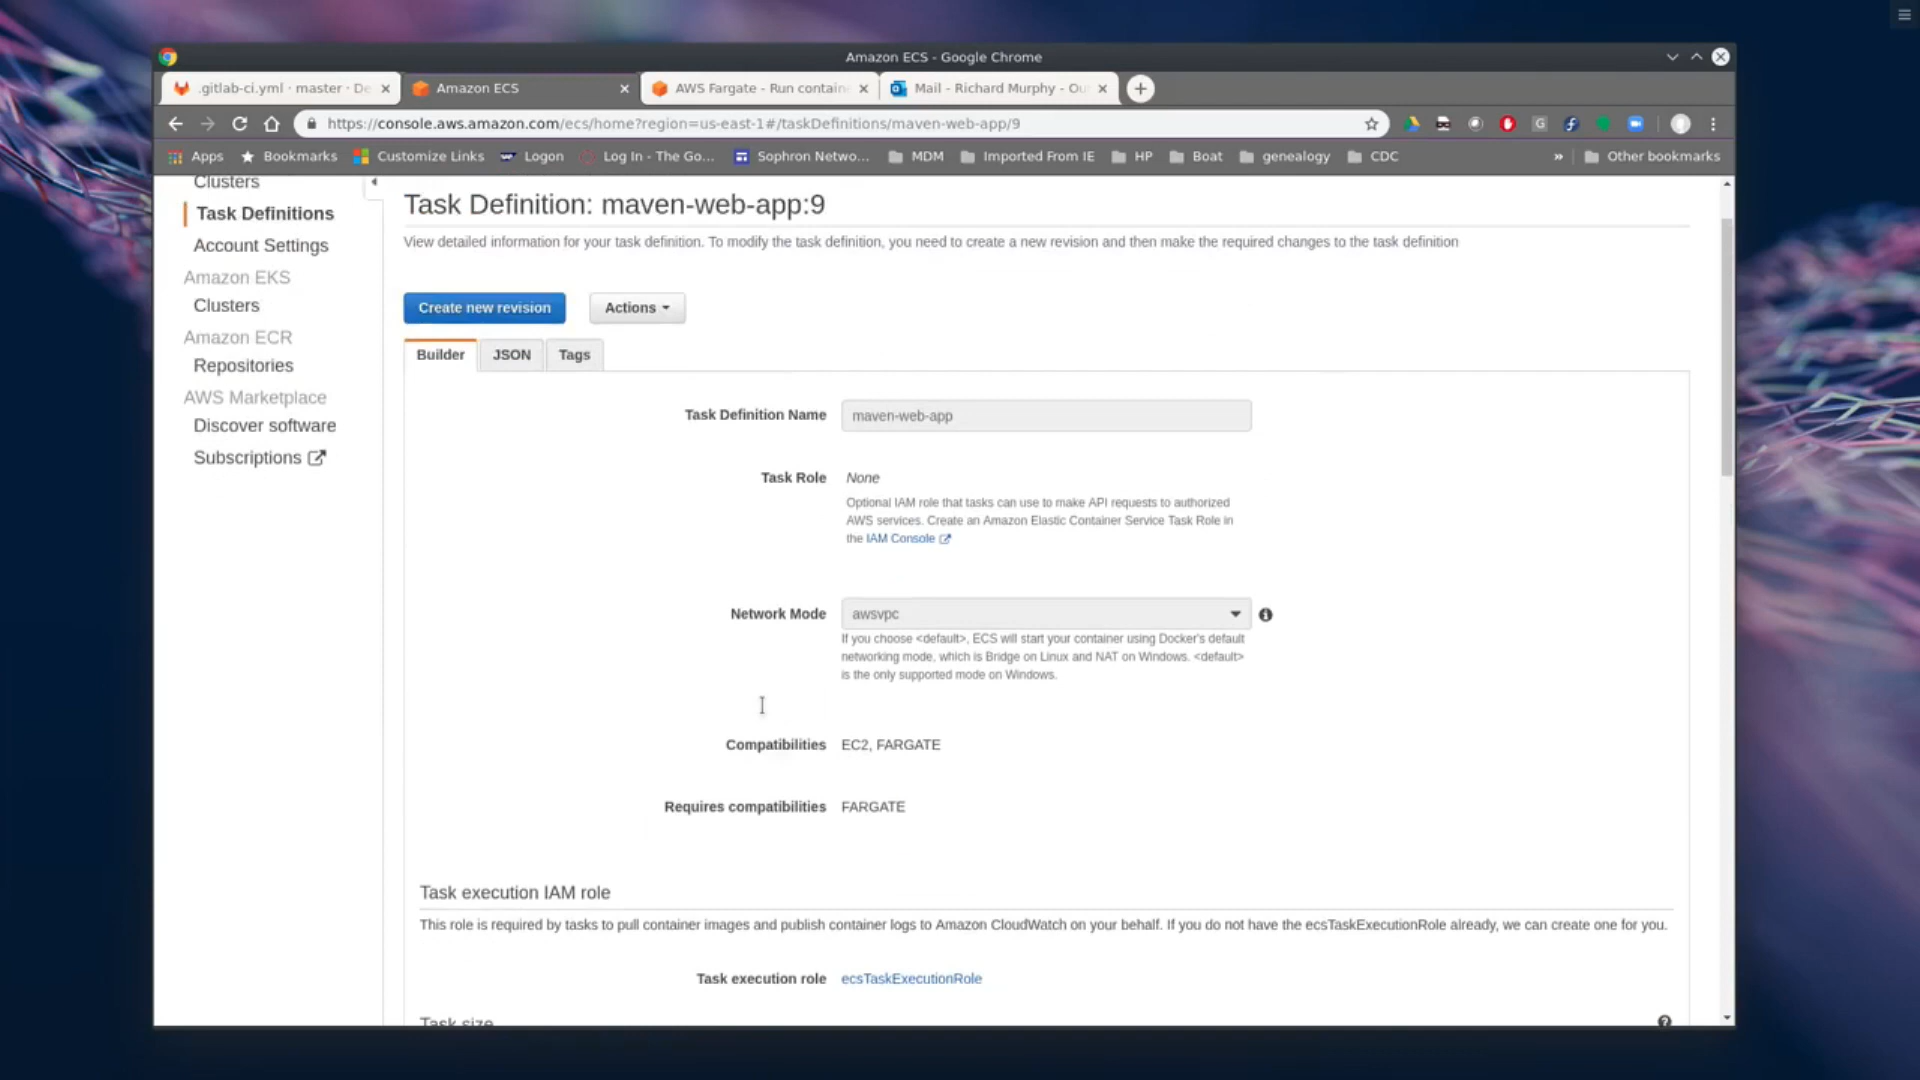 Amazon ECS - Google Chrome
.gitlab-ci.yml · master · De
Amazon ECS
AWS Fargate - Run contain
Mail - Richard Murphy - Ou
https://console.aws.amazon.com/ecs/home?region=us-east-1#/taskDefinitions/maven-web-app/9
Apps
Bookmarks
Customize Links
Logon
Log In - The Go...
Sophron Netwo...
MDM
Imported From IE
HP
Boat
genealogy
CDC
»
Other bookmarks
Clusters
Task Definitions
Account Settings
Amazon EKS
Clusters
Amazon ECR
Repositories
AWS Marketplace
Discover software
Subscriptions
Task Definition: maven-web-app:9
View detailed information for your task definition. To modify the task definition, you need to create a new revision and then make the required changes to the task definition
Create new revision
Actions
Builder
JSON
Tags
Task Definition Name
maven-web-app
Task Role
None
Optional IAM role that tasks can use to make API requests to authorized
AWS services. Create an Amazon Elastic Container Service Task Role in
the IAM Console
Network Mode
awsvpc
If you choose <default>, ECS will start your container using Docker's default
networking mode, which is Bridge on Linux and NAT on Windows. <default>
is the only supported mode on Windows.
Compatibilities
EC2, FARGATE
Requires compatibilities
FARGATE
Task execution IAM role
This role is required by tasks to pull container images and publish container logs to Amazon CloudWatch on your behalf. If you do not have the ecsTaskExecutionRole already, we can create one for you.
Task execution role
ecsTaskExecutionRole
Task size